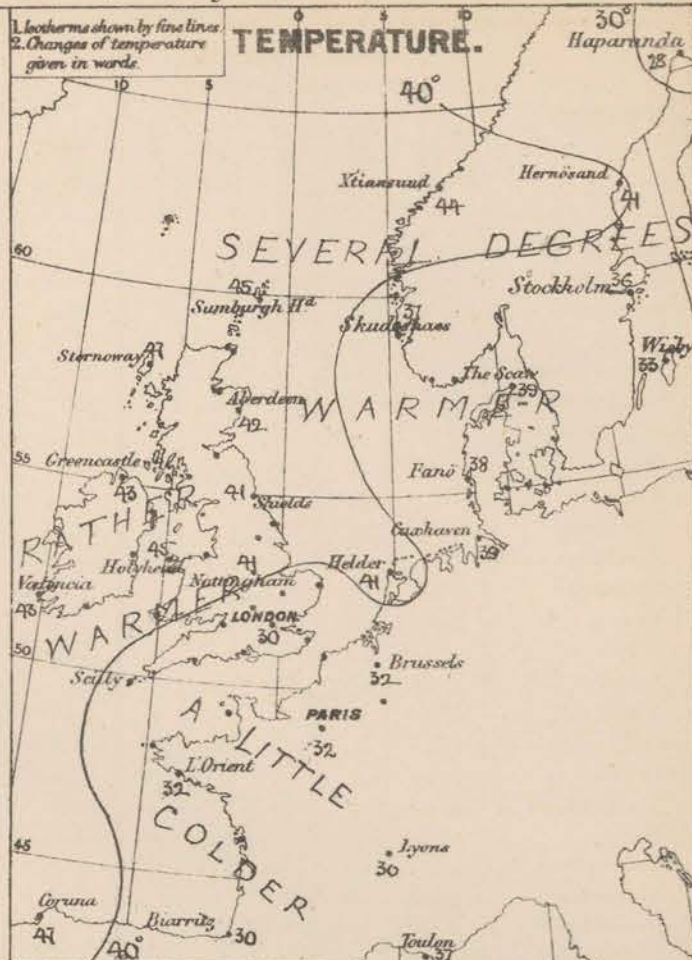 1. Isotherms shown by fine lines.
2. Changes of temperature
given in words.
TEMPERATURE.
0
30°
Haparanda
28
10
5
5
10
40°
Xtiansund
44
Hernösand
41
60
SEVERAL DEGREES
45
Sumburgh Hd
Stockholm
36
37
Skudesnaes
Stornoway
47
Wisby
33
The Scaw
39
WARMER
Aberdeen
42
55
Greencastle
43
Fanö
38
41
Shields
RATHER
Cuxhaven
39
45
Holyhead
41
Nottingham
Helder
41
Valencia
43
WARMER
LONDON
30
50
Brussels
32
Scilly
A LITTLE
PARIS
32
L'Orient
32
COLDER
45
Lyons
30
Coruna
47
Biarritz
30
40°
Toulon
37